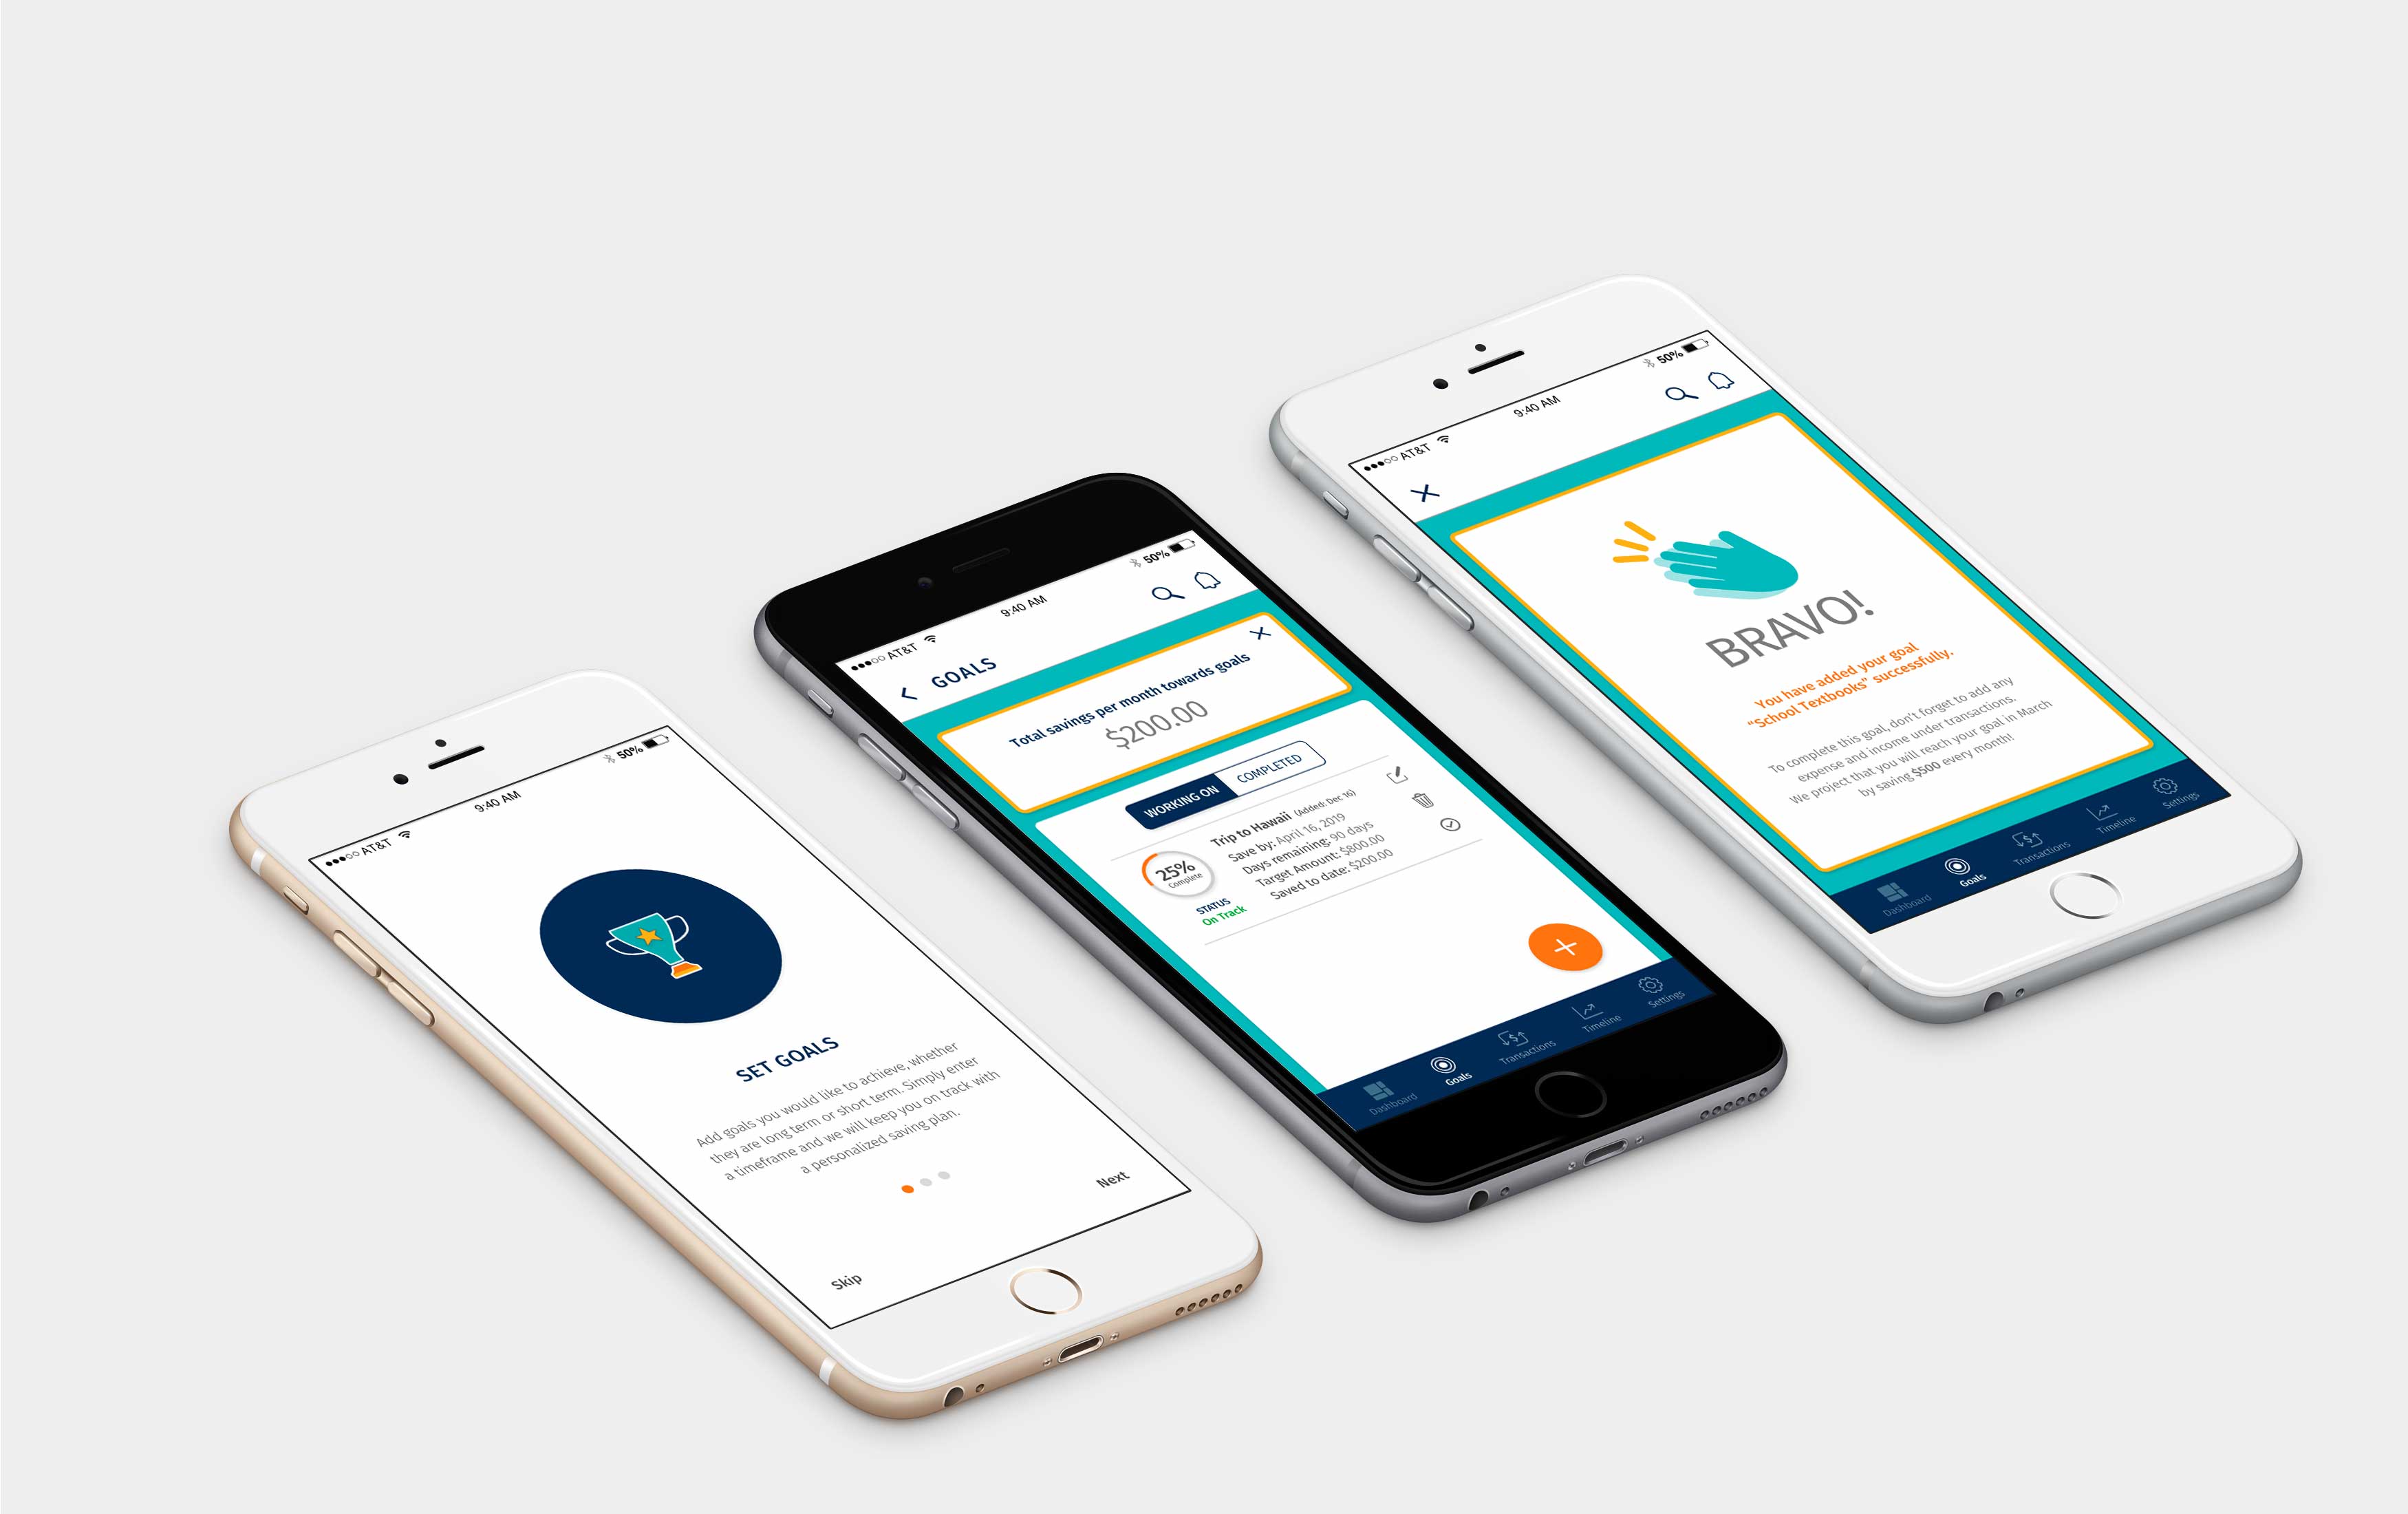 AT&T
9:40 AM
50%
SET GOALS
Add goals you would like to achieve, whether
they are long term or short term. Simply enter
a timeframe and we will keep you on track with
a personalized saving plan.
Skip
Next
AT&T
9:40 AM
50%
GOALS
Total savings per month towards goals
$200.00
WORKING ON
COMPLETED
25%
Complete
STATUS
On Track
Trip to Hawaii (Added: Dec 16)
Save by: April 16, 2019
Days remaining: 90 days
Target Amount: $800.00
Saved to date: $200.00
+
Dashboard
Goals
Transactions
Timeline
Settings
AT&T
9:40 AM
50%
BRAVO!
You have added your goal
“School Textbooks” successfully.
To complete this goal, don't forget to add any
expense and income under transactions.
We project that you will reach your goal in March
by saving $500 every month!
Dashboard
Goals
Transactions
Timeline
Settings